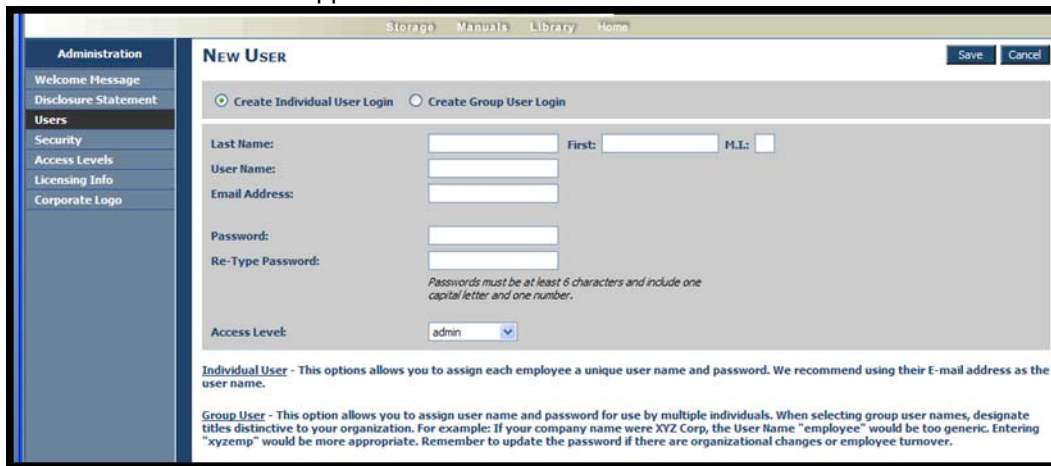 Storage Manuals Library Home
Administration
NEW USER
Save Cancel
Welcome Message
Disclosure Statement
Users
Security
Access Levels
Licensing Info
Corporate Logo
Create Individual User Login Create Group User Login
Last Name: First: M.I.:
User Name:
Email Address:
Password:
Re-Type Password:
Passwords must be at least 6 characters and include one
capital letter and one number.
Access Level: admin
Individual User - This options allows you to assign each employee a unique user name and password. We recommend using their E-mail address as the
user name.
Group User - This option allows you to assign user name and password for use by multiple individuals. When selecting group user names, designate
titles distinctive to your organization. For example: If your company name were XYZ Corp, the User Name "employee" would be too generic. Entering
"xyzemp" would be more appropriate. Remember to update the password if there are organizational changes or employee turnover.